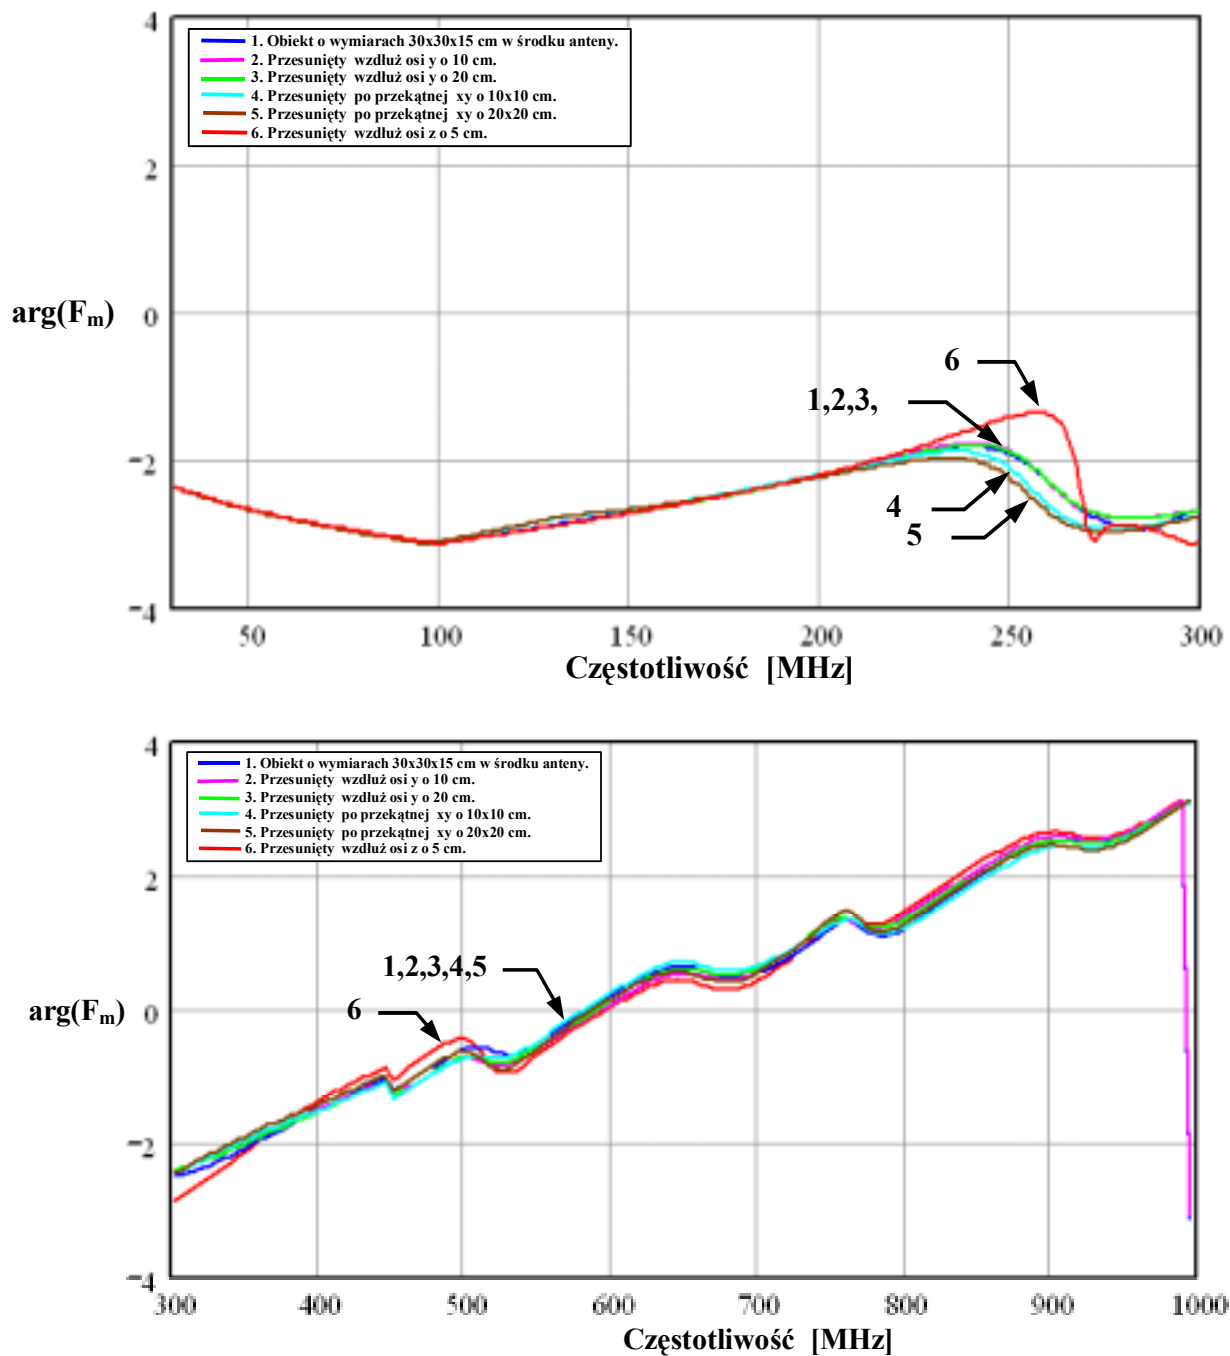 4
1. Obiekt o wymiarach 30x30x15 cm w środku anteny.
2. Przesunięty wzdłuż osi y o 10 cm.
3. Przesunięty wzdłuż osi y o 20 cm.
4. Przesunięty po przekątnej xy o 10x10 cm.
5. Przesunięty po przekątnej xy o 20x20 cm.
6. Przesunięty wzdłuż osi z o 5 cm.
2
arg(Fm) 0
6
1,2,3,
−2
4
5
−4
50 100 150 200 250 300
Częstotliwość [MHz]
4
1. Obiekt o wymiarach 30x30x15 cm w środku anteny.
2. Przesunięty wzdłuż osi y o 10 cm.
3. Przesunięty wzdłuż osi y o 20 cm.
4. Przesunięty po przekątnej xy o 10x10 cm.
5. Przesunięty po przekątnej xy o 20x20 cm.
6. Przesunięty wzdłuż osi z o 5 cm.
2
1,2,3,4,5
6
arg(Fm) 0
−2
−4
300 400 500 600 700 800 900 1000
Częstotliwość [MHz]